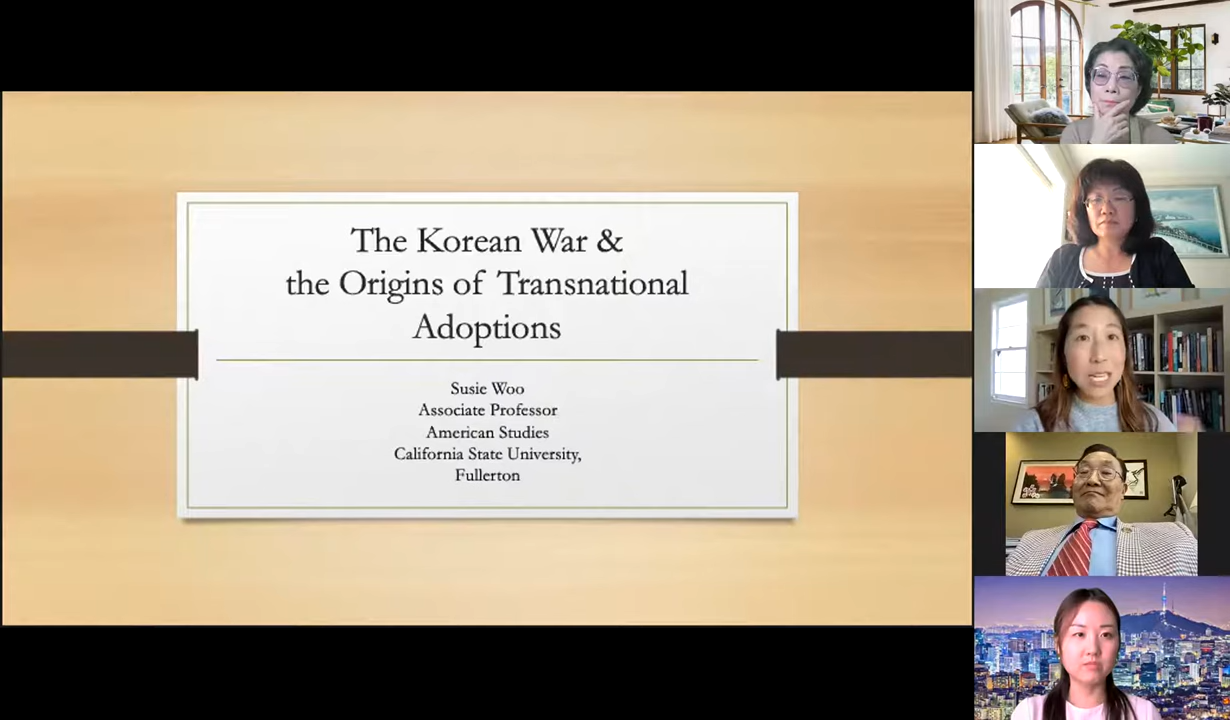 The Korean War &
the Origins of Transnational
Adoptions
Susie Woo
Associate Professor
American Studies
California State University,
Fullerton